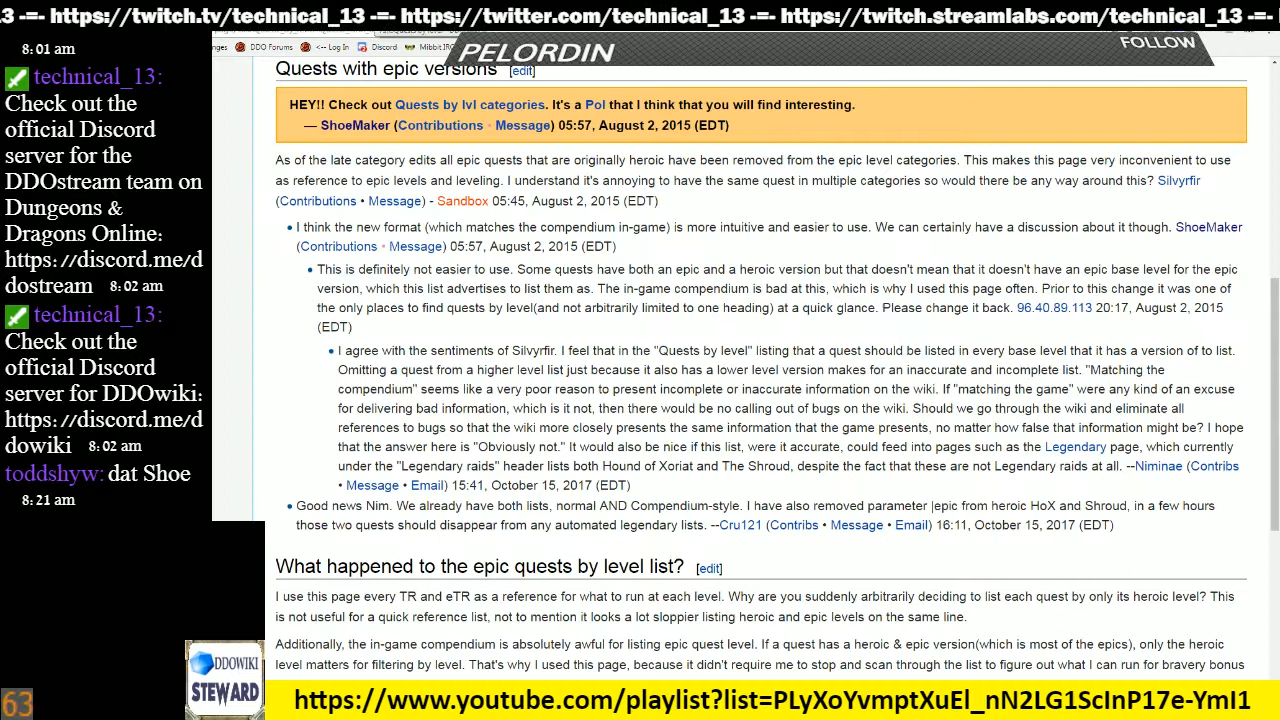 13 -=- https://twitch.tv/technical_13 -=- https://twitter.com/technical_13 -=- https://twitch.streamlabs.com/technical_13 -=-
8:01 am
technical_13:
Check out the
official Discord
server for the
DDOstream team on
Dungeons &
Dragons Online:
https://discord.me/d
dostream 8:02 am
technical_13:
Check out the
official Discord
server for DDOwiki:
https://discord.me/d
dowiki 8:02 am
toddshyw: dat Shoe
8:21 am
DDO Forums <-- Log In Discord Mibbit IRC
PELORDIN
FOLLOW
Quests with epic versions [edit]
HEY!! Check out Quests by lvl categories. It's a Pol that I think that you will find interesting.
— ShoeMaker (Contributions • Message) 05:57, August 2, 2015 (EDT)
As of the late category edits all epic quests that are originally heroic have been removed from the epic level categories. This makes this page very inconvenient to use
as reference to epic levels and leveling. I understand it's annoying to have the same quest in multiple categories so would there be any way around this? Silvyrfir
(Contributions • Message) - Sandbox 05:45, August 2, 2015 (EDT)
• I think the new format (which matches the compendium in-game) is more intuitive and easier to use. We can certainly have a discussion about it though. ShoeMaker
(Contributions • Message) 05:57, August 2, 2015 (EDT)
• This is definitely not easier to use. Some quests have both an epic and a heroic version but that doesn't mean that it doesn't have an epic base level for the epic
version, which this list advertises to list them as. The in-game compendium is bad at this, which is why I used this page often. Prior to this change it was one of
the only places to find quests by level(and not arbitrarily limited to one heading) at a quick glance. Please change it back. 96.40.89.113 20:17, August 2, 2015
(EDT)
• I agree with the sentiments of Silvyrfir. I feel that in the "Quests by level" listing that a quest should be listed in every base level that it has a version of to list.
Omitting a quest from a higher level list just because it also has a lower level version makes for an inaccurate and incomplete list. "Matching the
compendium" seems like a very poor reason to present incomplete or inaccurate information on the wiki. If "matching the game" were any kind of an excuse
for delivering bad information, which is it not, then there would be no calling out of bugs on the wiki. Should we go through the wiki and eliminate all
references to bugs so that the wiki more closely presents the same information that the game presents, no matter how false that information might be? I hope
that the answer here is "Obviously not." It would also be nice if this list, were it accurate, could feed into pages such as the Legendary page, which currently
under the "Legendary raids" header lists both Hound of Xoriat and The Shroud, despite the fact that these are not Legendary raids at all. --Niminae (Contribs
• Message • Email) 15:41, October 15, 2017 (EDT)
• Good news Nim. We already have both lists, normal AND Compendium-style. I have also removed parameter |epic from heroic HoX and Shroud, in a few hours
those two quests should disappear from any automated legendary lists. --Cru121 (Contribs • Message • Email) 16:11, October 15, 2017 (EDT)
What happened to the epic quests by level list? [edit]
I use this page every TR and eTR as a reference for what to run at each level. Why are you suddenly arbitrarily deciding to list each quest by only its heroic level? This
is not useful for a quick reference list, not to mention it looks a lot sloppier listing heroic and epic levels on the same line.
Additionally, the in-game compendium is absolutely awful for listing epic quest level. If a quest has a heroic & epic version(which is most of the epics), only the heroic
level matters for filtering by level. That's why I used this page, because it didn't require me to stop and scan through the list to figure out what I can run for bravery bonus
DDOWIKI
STEWARD
63
https://www.youtube.com/playlist?list=PLyXoYvmptXuEl_nN2LG1ScInP17e-YmI1